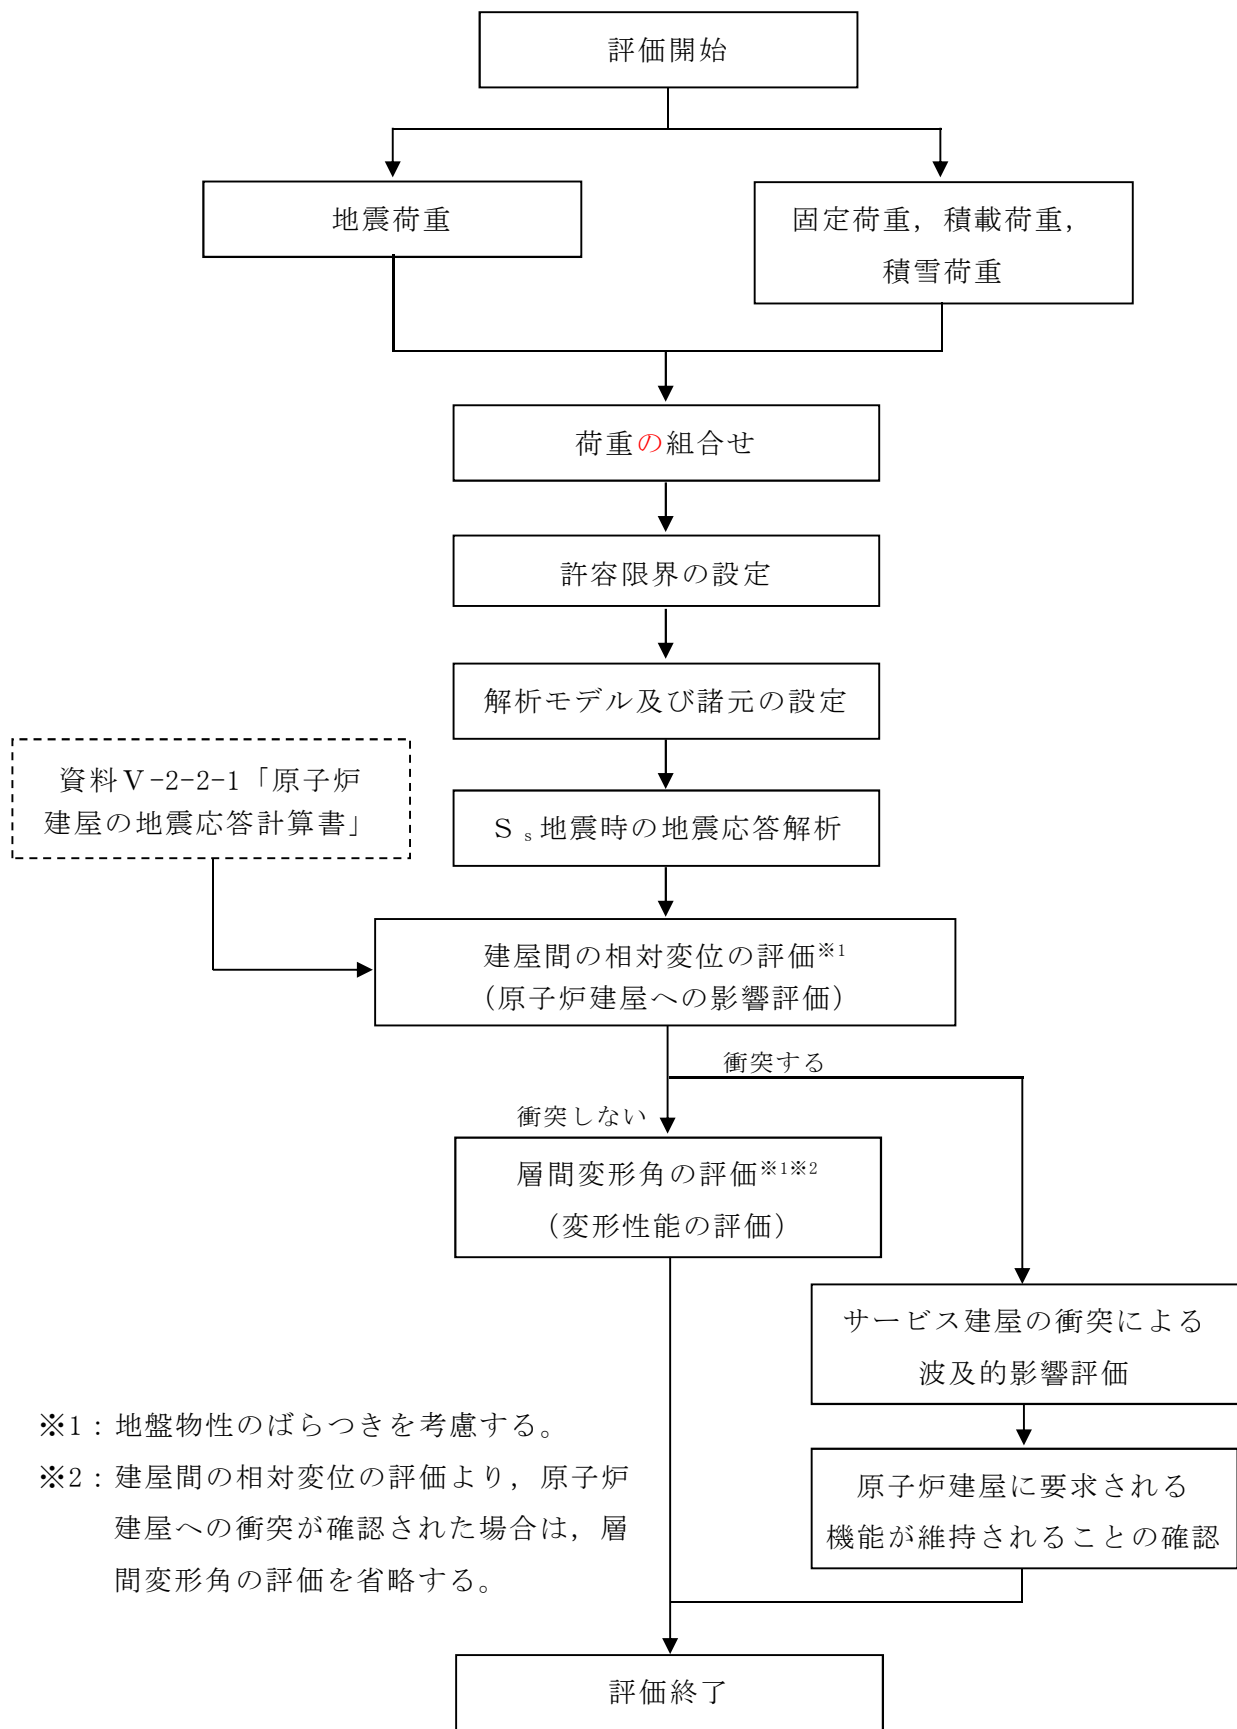 評価開始
地震荷重
固定荷重，積載荷重，
積雪荷重
荷重の組合せ
許容限界の設定
解析モデル及び諸元の設定
資料Ⅴ-2-2-1「原子炉
建屋の地震応答計算書」
Ｓｓ地震時の地震応答解析
建屋間の相対変位の評価※1
（原子炉建屋への影響評価）
衝突する
衝突しない
層間変形角の評価※1※2
（変形性能の評価）
サービス建屋の衝突による
波及的影響評価
原子炉建屋に要求される
機能が維持されることの確認
※1：地盤物性のばらつきを考慮する。
※2：建屋間の相対変位の評価より，原子炉
建屋への衝突が確認された場合は，層
間変形角の評価を省略する。
評価終了